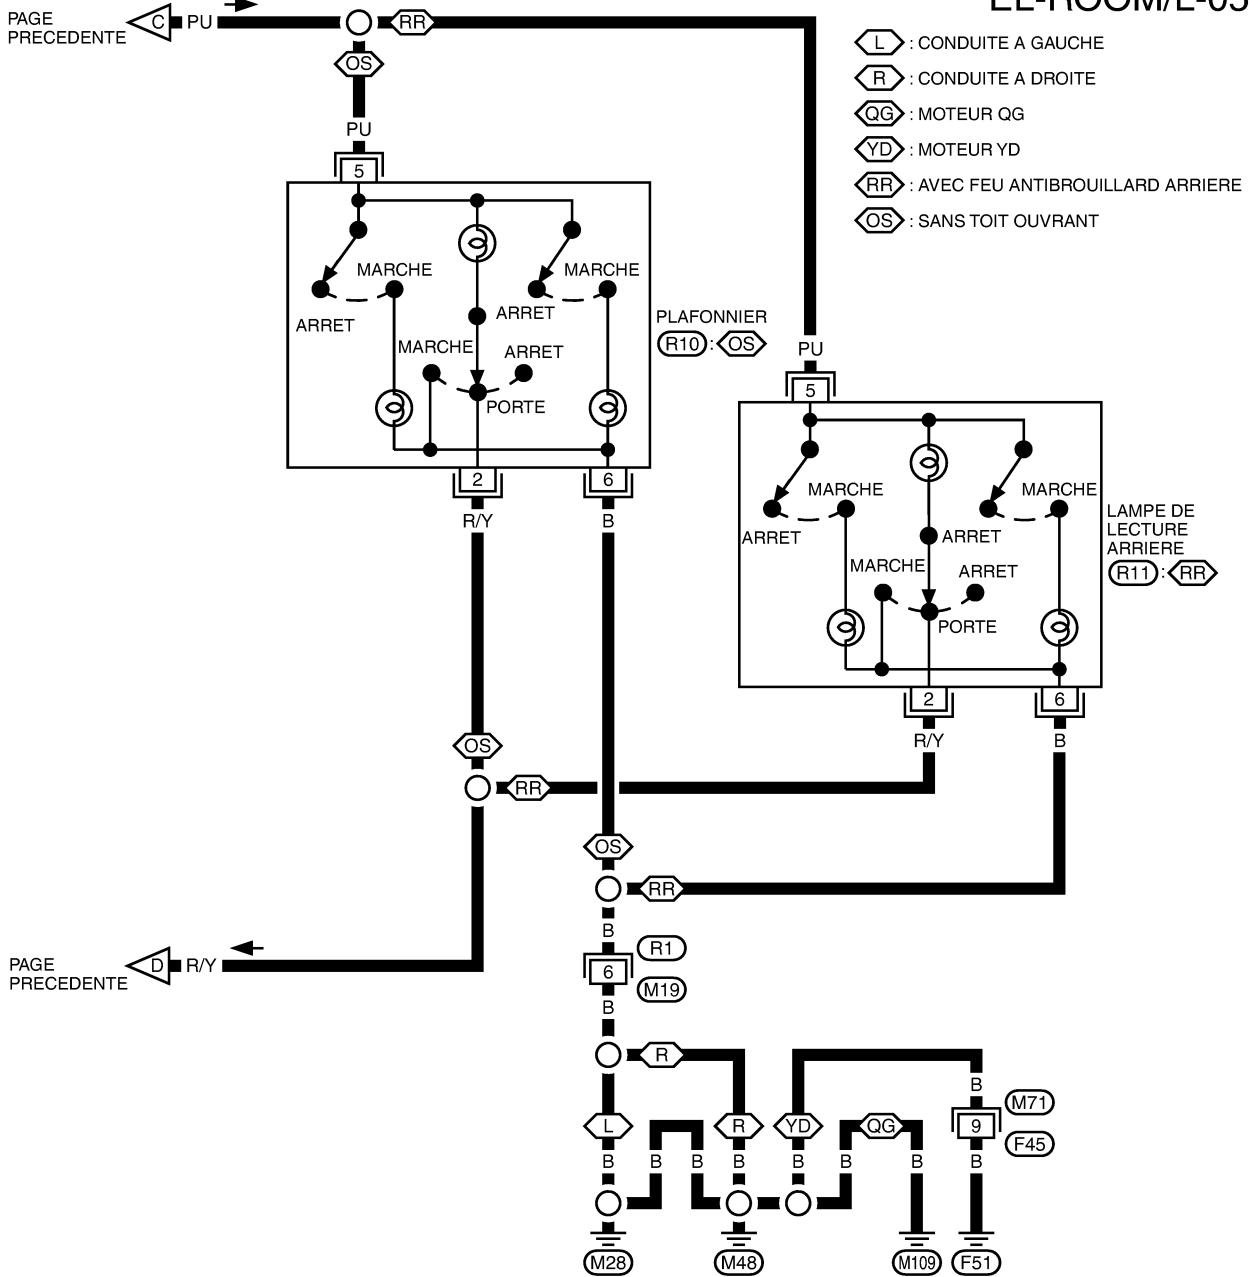 EL-ROOM/L-03
PAGE
PRECEDENTE
C
PU
RR
OS
PU
5
L : CONDUITE A GAUCHE
R : CONDUITE A DROITE
QG : MOTEUR QG
YD : MOTEUR YD
RR : AVEC FEU ANTIBROUILLARD ARRIERE
OS : SANS TOIT OUVRANT
MARCHE
MARCHE
ARRET
ARRET
MARCHE
ARRET
PORTE
PLAFONNIER
R10 : OS
2
6
R/Y
B
PU
5
MARCHE
MARCHE
ARRET
ARRET
MARCHE
ARRET
PORTE
LAMPE DE
LECTURE
ARRIERE
R11 : RR
2
6
R/Y
B
OS
RR
OS
RR
B
R1
6
M19
B
PAGE
PRECEDENTE
D
R/Y
R
B
M71
L
R
YD
QG
9
F45
B
B
B
B
B
B
B
B
M28
M48
M109
F51